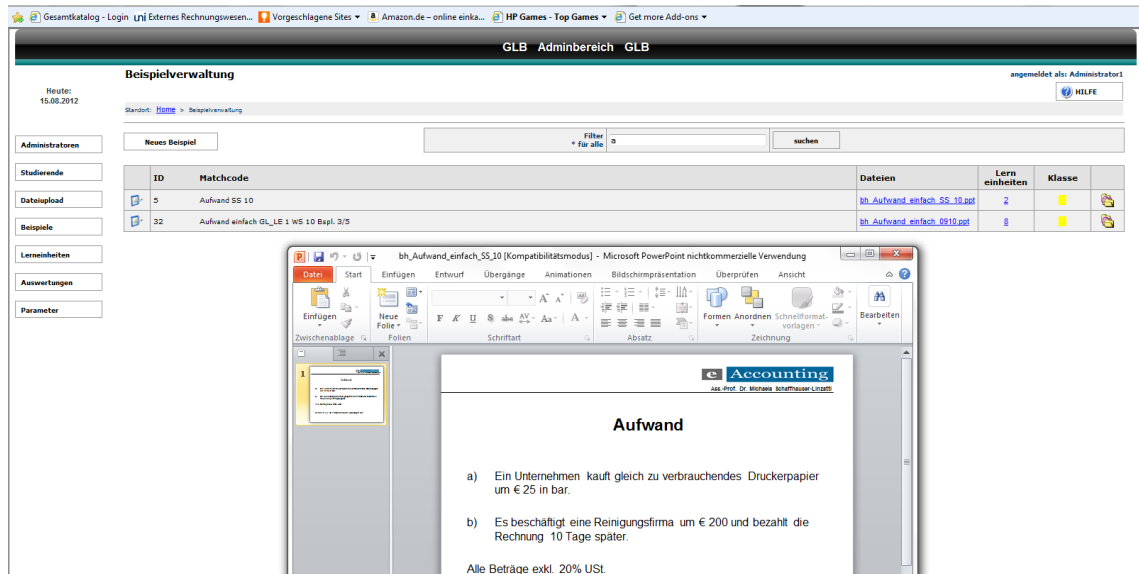 Gesamtkatalog - Login uni Externes Rechnungswesen... Vorgeschlagene Sites Amazon.de – online einka... HP Games - Top Games Get more Add-ons
GLB Adminbereich GLB
Beispielverwaltung
angemeldet als: Administrator1
Heute:
15.08.2012
HILFE
Standort: Home > Beispielverwaltung
Administratoren
Studierende
Dateiupload
Beispiele
Lerneinheiten
Auswertungen
Parameter
Neues Beispiel
Filter
* für alle
a
suchen
ID Matchcode Dateien Lern einheiten Klasse
5 Aufwand SS 10 bh_Aufwand_einfach_SS_10.ppt 2
32 Aufwand einfach GL_LE 1 WS 10 Bspl. 3/5 bh_Aufwand_einfach_0910.ppt 8
bh_Aufwand_einfach_SS_10 [Kompatibilitätsmodus] - Microsoft PowerPoint nichtkommerzielle Verwendung
Datei Start Einfügen Entwurf Übergänge Animationen Bildschirmpräsentation Überprüfen Ansicht
Einfügen
Neue
Folie
F K U S abc AV Aa A
Formen Anordnen Schnellformat-
vorlagen
Bearbeiten
Zwischenablage Folien Schriftart Absatz Zeichnung
1
e Accounting
Ass.-Prof. Dr. Michaela Schaffhauser-Linzatti
Aufwand
a) Ein Unternehmen kauft gleich zu verbrauchendes Druckerpapier
um € 25 in bar.
b) Es beschäftigt eine Reinigungsfirma um € 200 und bezahlt die
Rechnung 10 Tage später.
Alle Beträge exkl. 20% USt.